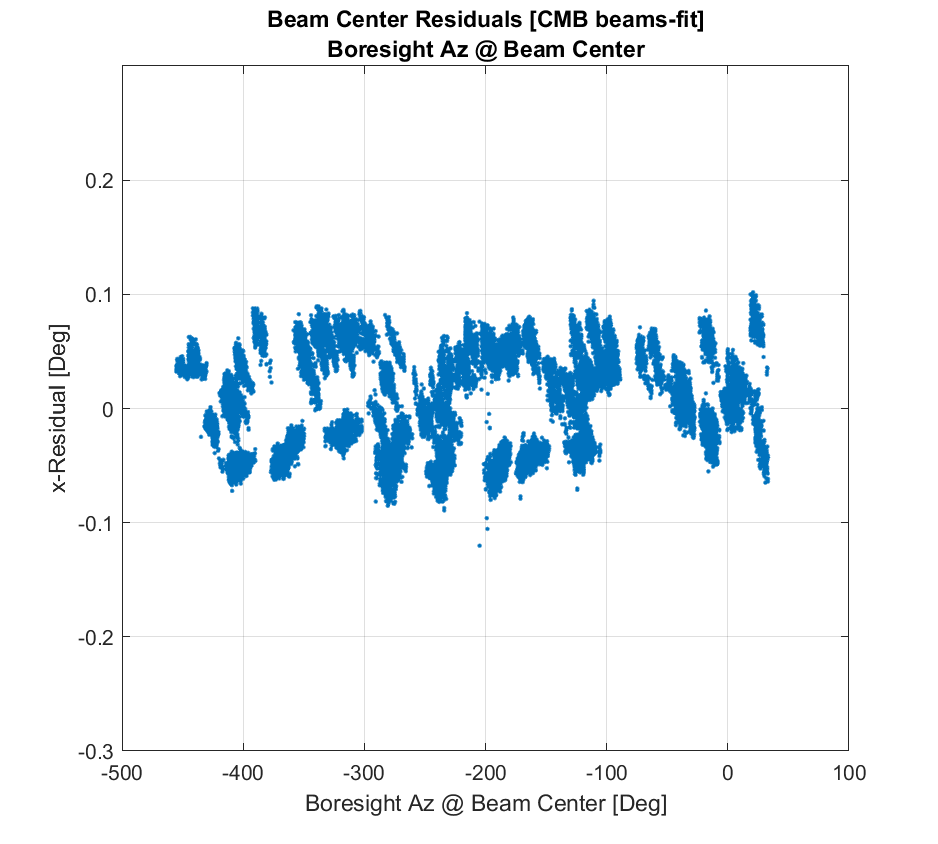 Beam Center Residuals [CMB beams-fit]
Boresight Az @ Beam Center
0.2
0.1
0
-0.1
-0.2
-0.3
x-Residual [Deg]
-500 -400 -300 -200 -100 0 100
Boresight Az @ Beam Center [Deg]